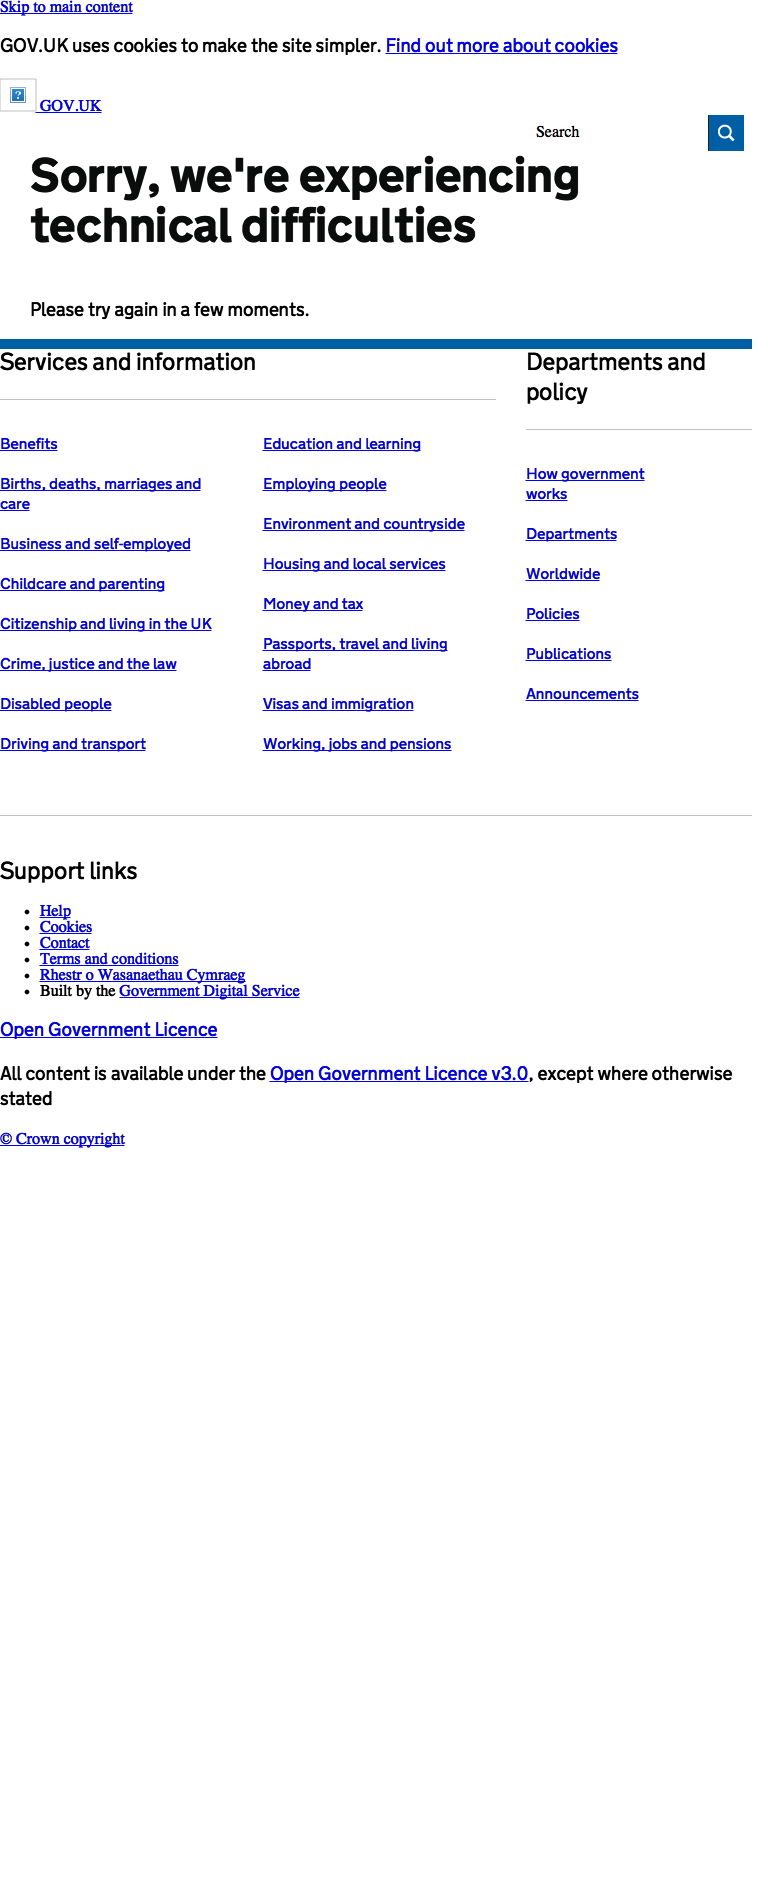 Skip to main content
GOV.UK uses cookies to make the site simpler. Find out more about cookies
GOV.UK
Search
Sorry, we're experiencing
technical difficulties
Please try again in a few moments.
Services and information
Benefits
Births, deaths, marriages and
care
Business and self-employed
Childcare and parenting
Citizenship and living in the UK
Crime, justice and the law
Disabled people
Driving and transport
Education and learning
Employing people
Environment and countryside
Housing and local services
Money and tax
Passports, travel and living
abroad
Visas and immigration
Working, jobs and pensions
Departments and
policy
How government
works
Departments
Worldwide
Policies
Publications
Announcements
Support links
Help
Cookies
Contact
Terms and conditions
Rhestr o Wasanaethau Cymraeg
Built by the Government Digital Service
Open Government Licence
All content is available under the Open Government Licence v3.0, except where otherwise
stated
© Crown copyright